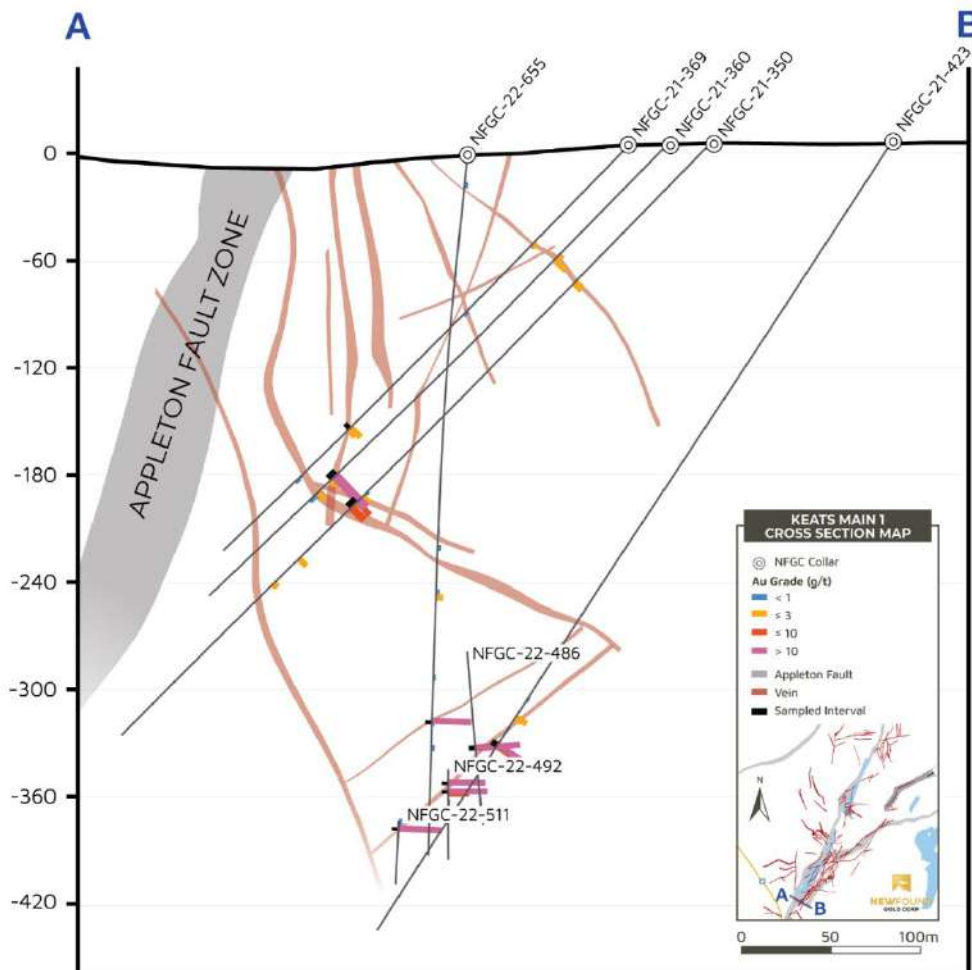 A
B
NFGC-22-655
NFGC-21-369
NFGC-21-360
NFGC-21-350
NFGC-21-423
0
-60
-120
-180
-240
-300
-360
-420
APPLETON FAULT ZONE
NFGC-22-486
NFGC-22-492
NFGC-22-511
KEATS MAIN 1
CROSS SECTION MAP
NFGC Collar
Au Grade (g/t)
< 1
≤ 3
≤ 10
> 10
Appleton Fault
Vein
Sampled Interval
N
A
B
NEWFOUND
GOLD CORP
0 50 100m